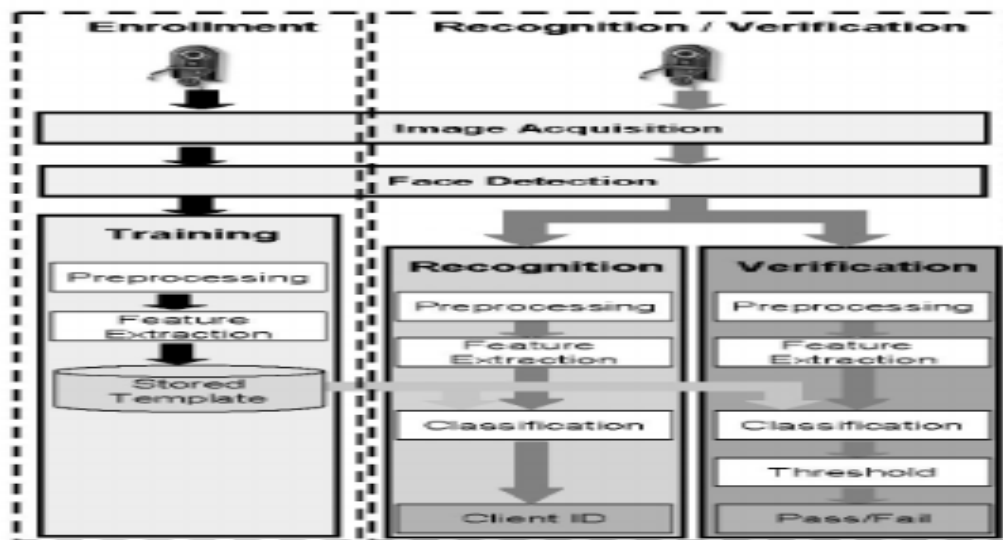 Enrollment
Recognition / Verification
Image Acquisition
Face Detection
Training
Preprocessing
Feature
Extraction
Stored
Template
Recognition
Preprocessing
Feature
Extraction
Classification
Client ID
Verification
Preprocessing
Feature
Extraction
Classification
Threshold
Pass/Fail